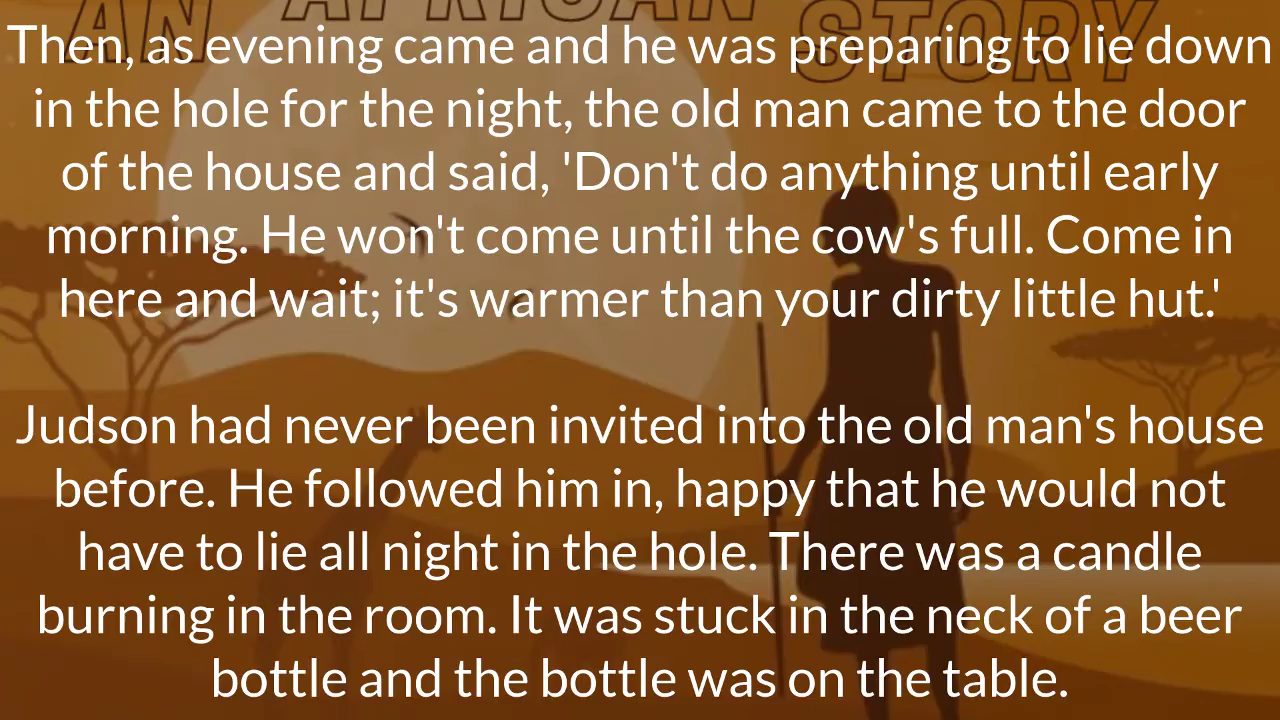 AN AFRICAN STORY
Then, as evening came and he was preparing to lie down
in the hole for the night, the old man came to the door
of the house and said, 'Don't do anything until early
morning. He won't come until the cow's full. Come in
here and wait; it's warmer than your dirty little hut.'
Judson had never been invited into the old man's house
before. He followed him in, happy that he would not
have to lie all night in the hole. There was a candle
burning in the room. It was stuck in the neck of a beer
bottle and the bottle was on the table.